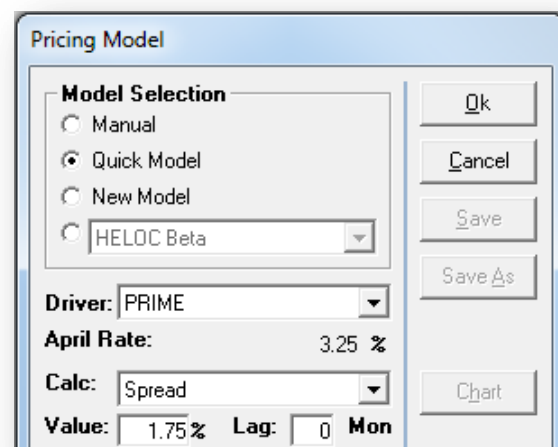 Pricing Model
Model Selection
Manual
Quick Model
New Model
HELOC Beta
Driver: PRIME
April Rate: 3.25 %
Calc: Spread
Value: 1.75% Lag: 0 Mon
Ok
Cancel
Save
Save As
Chart